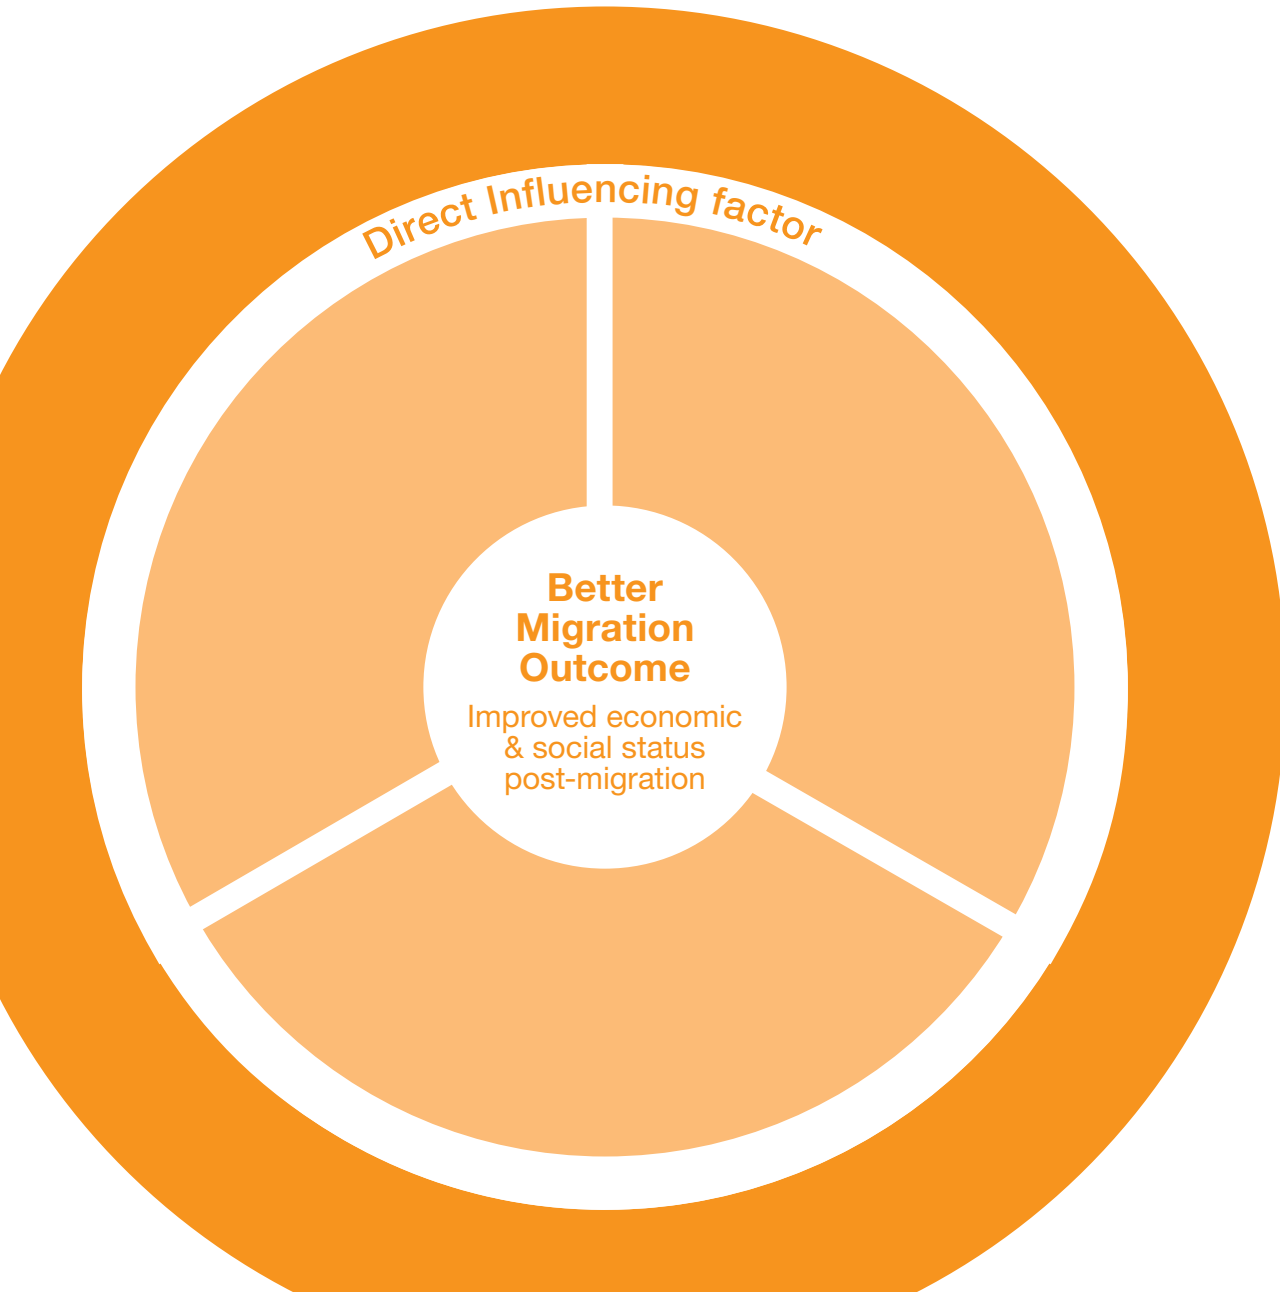 Direct Influencing factor
Better
Migration
Outcome
Improved economic
& social status
post-migration